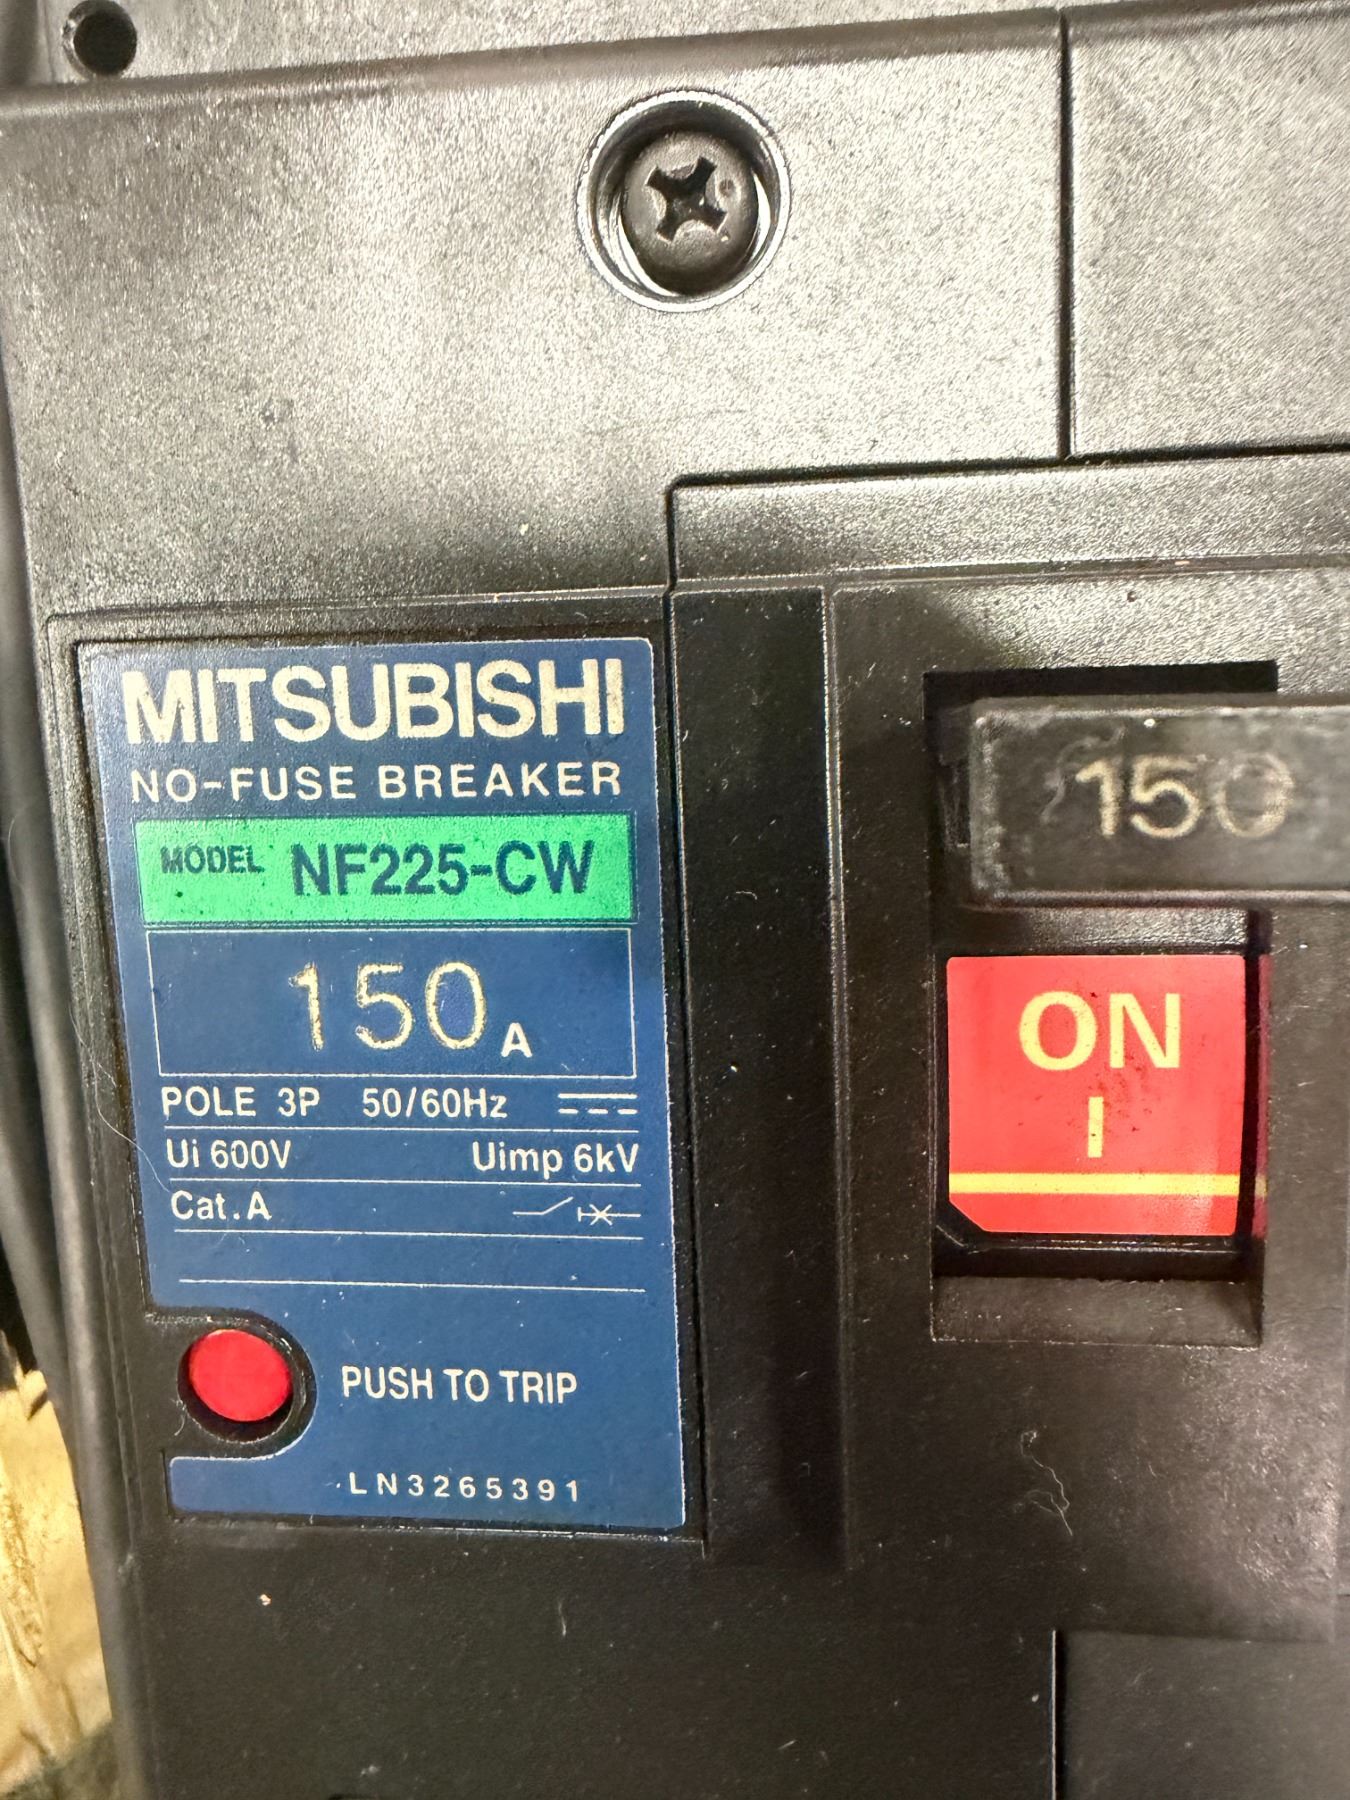 MITSUBISHI
NO-FUSE BREAKER
MODEL NF225-CW
150A
POLE 3P 50/60Hz
Ui 600V Uimp 6kV
Cat.A
PUSH TO TRIP
LN3265391
150
ON
I